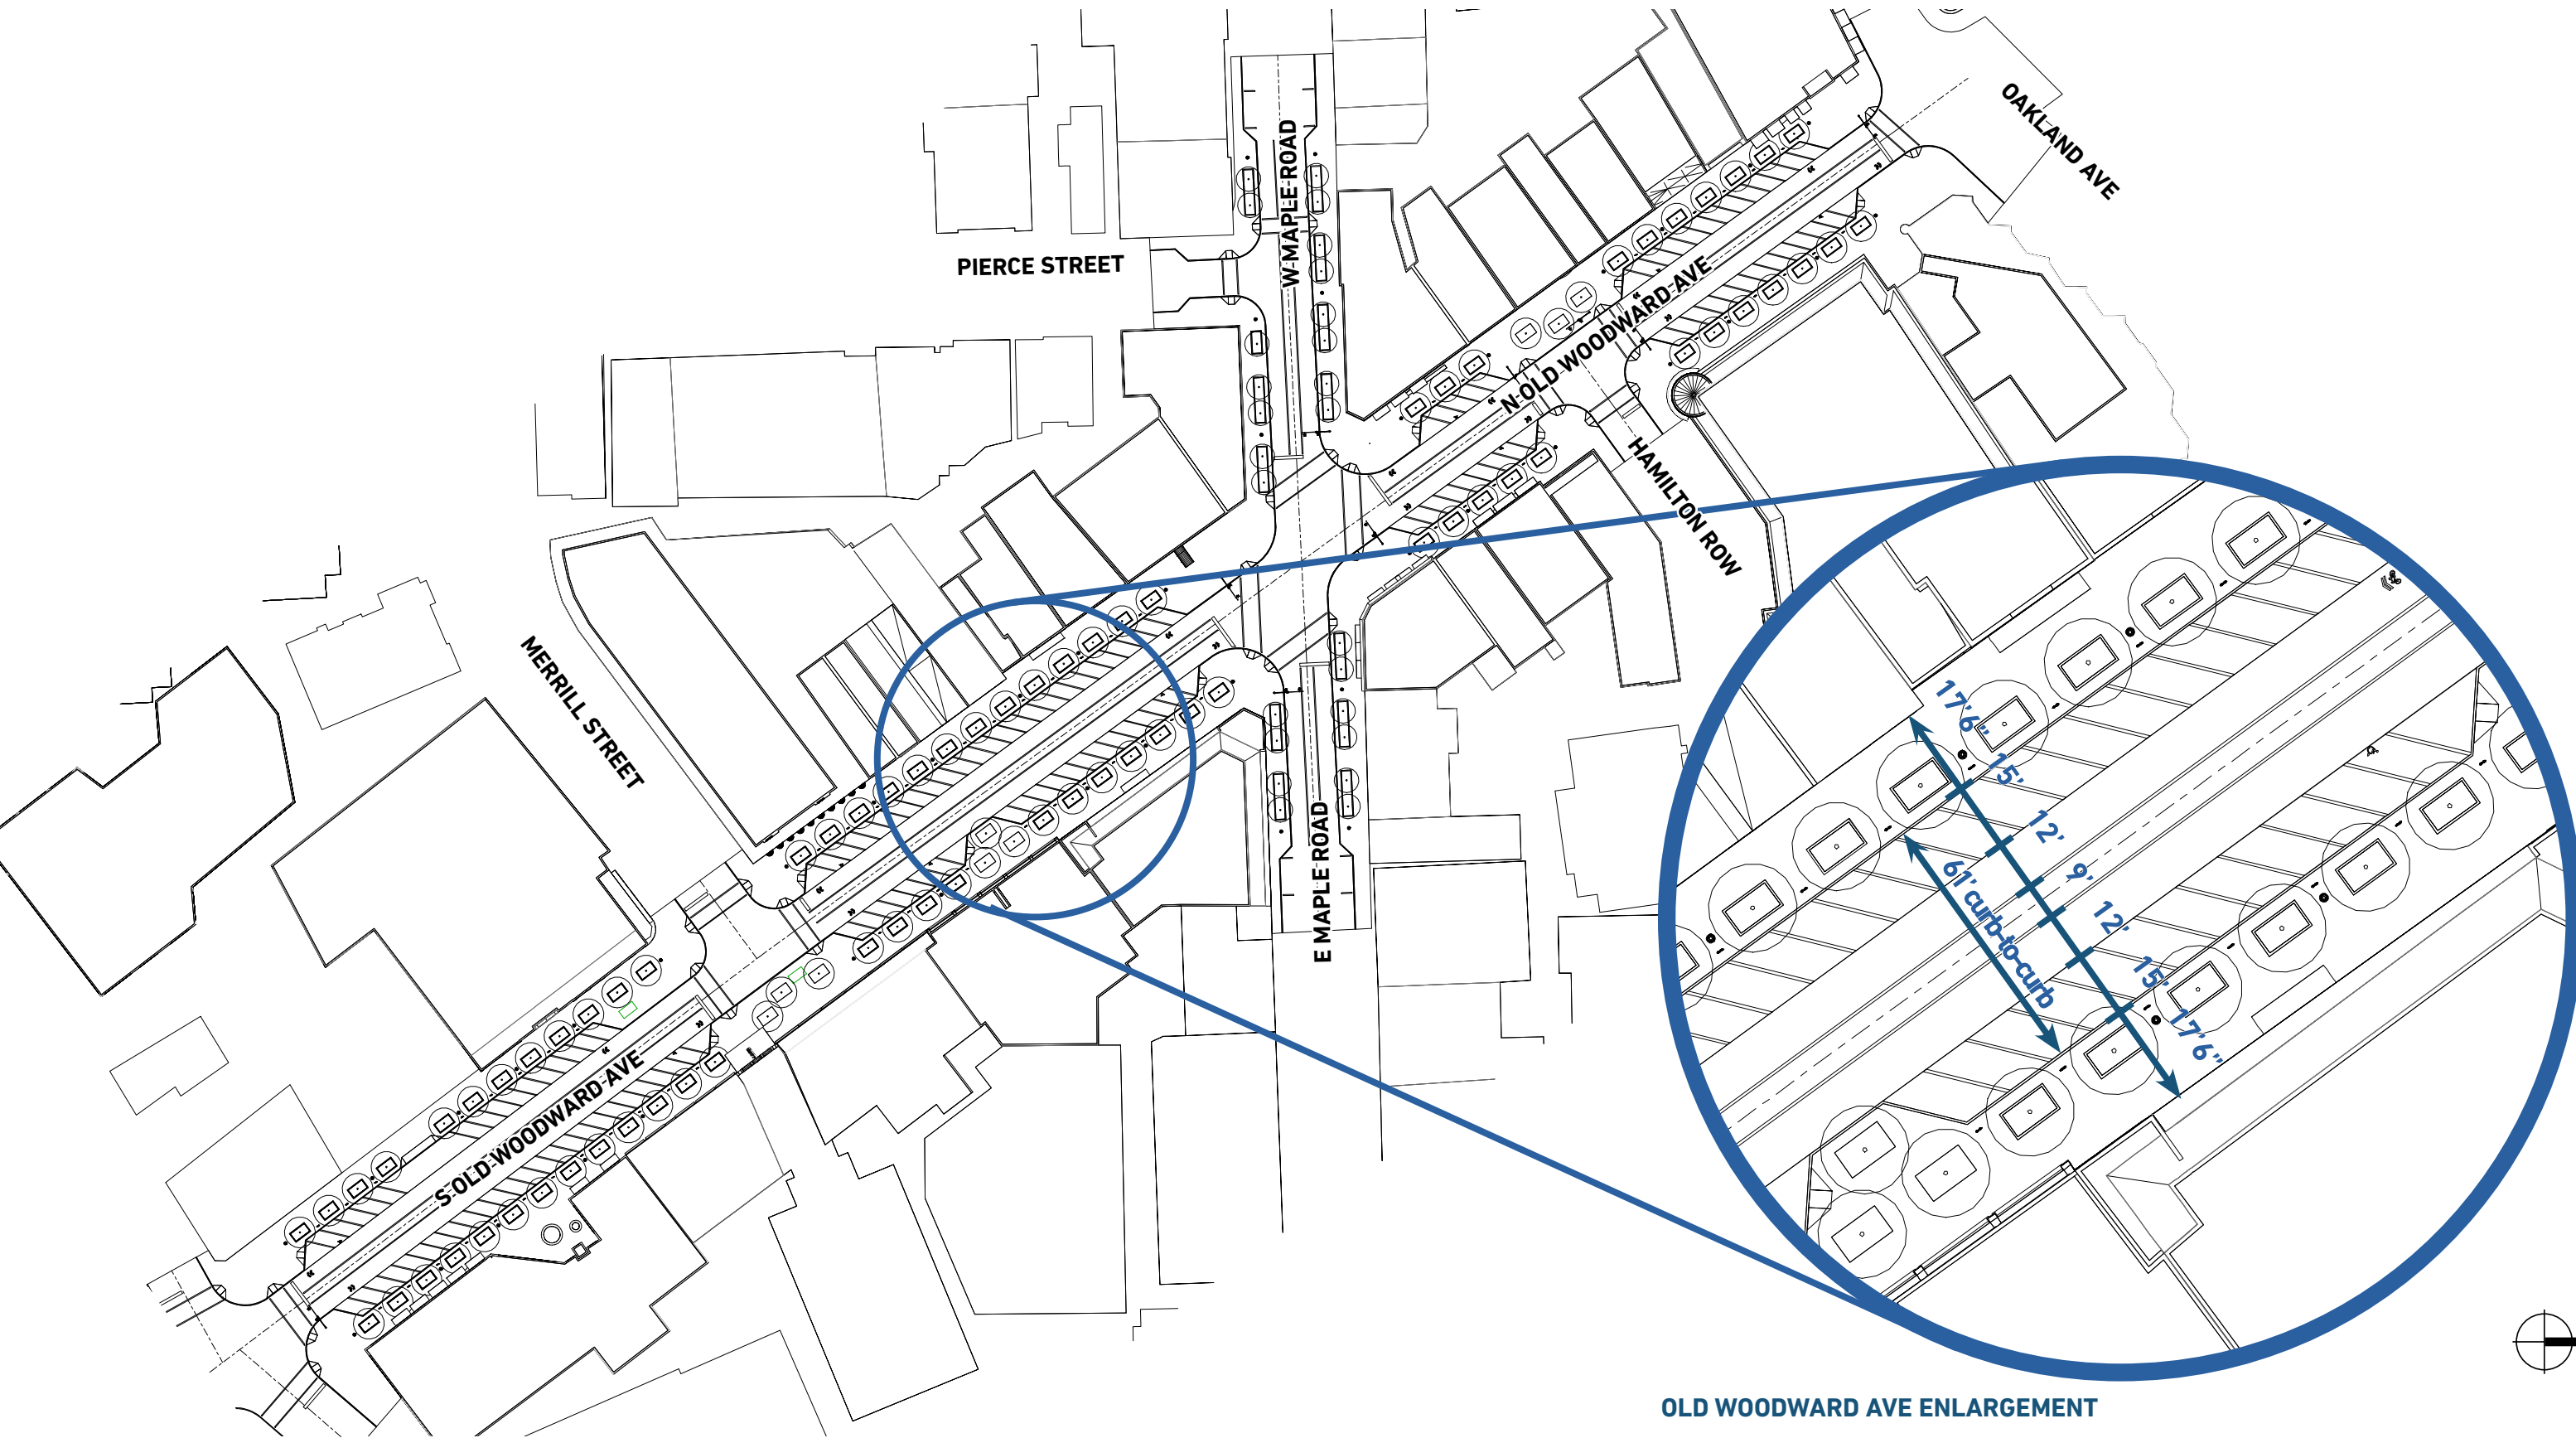 OAKLAND AVE
W MAPLE ROAD
PIERCE STREET
N OLD WOODWARD AVE
HAMILTON ROW
MERRILL STREET
E MAPLE ROAD
S OLD WOODWARD AVE
17'6"
15'
12'
9'
12'
15'
17'6"
61' curb-to-curb
OLD WOODWARD AVE ENLARGEMENT